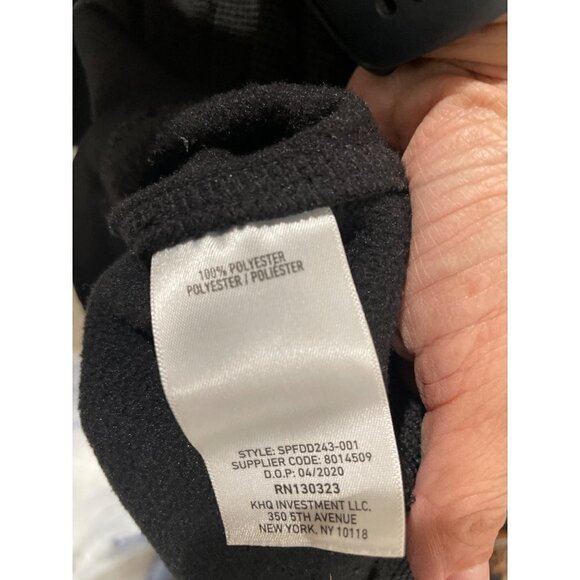 100% POLYESTER
POLYESTER / POLIÉSTER
STYLE: SPFDD243-001
SUPPLIER CODE: 8014509
D.O.P: 04/2020
RN130323
KHQ INVESTMENT LLC.
350 5TH AVENUE
NEW YORK, NY 10118